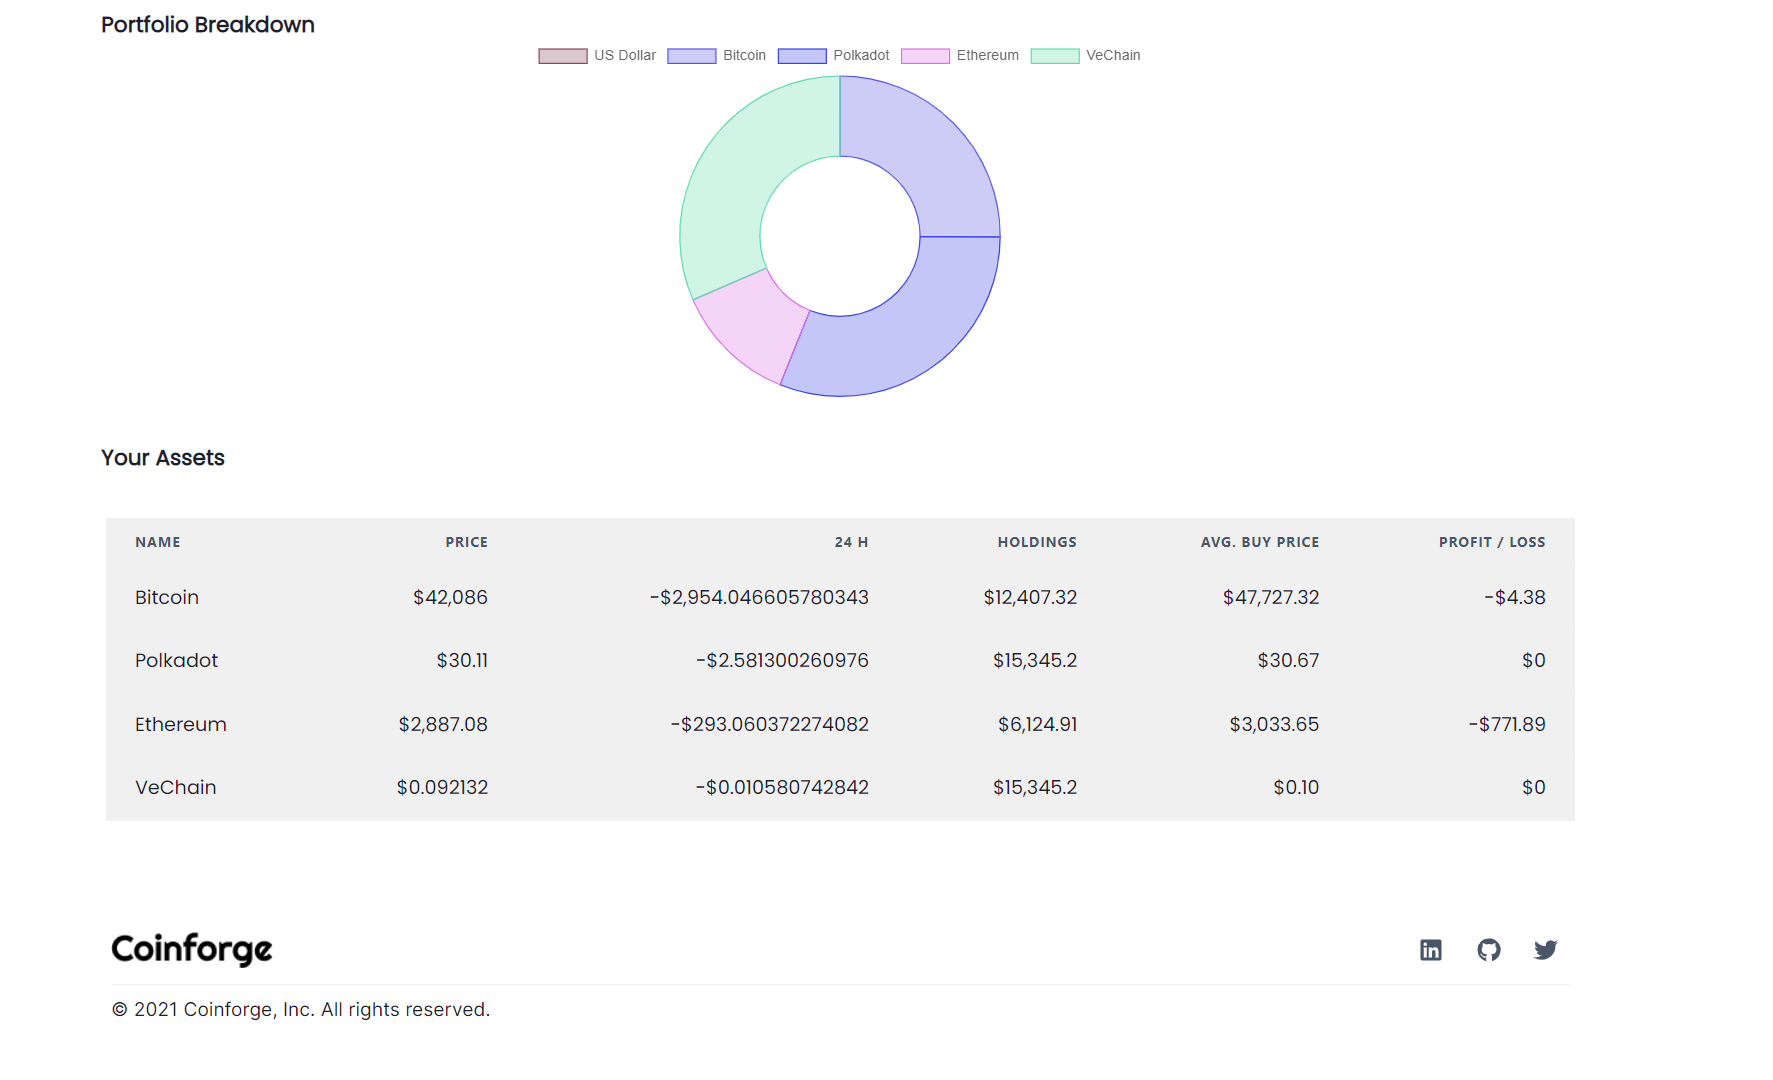 Portfolio Breakdown
US Dollar Bitcoin Polkadot Ethereum VeChain
Your Assets
NAME PRICE 24 H HOLDINGS AVG. BUY PRICE PROFIT / LOSS
Bitcoin $42,086 -$2,954.046605780343 $12,407.32 $47,727.32 -$4.38
Polkadot $30.11 -$2.581300260976 $15,345.2 $30.67 $0
Ethereum $2,887.08 -$293.060372274082 $6,124.91 $3,033.65 -$771.89
VeChain $0.092132 -$0.010580742842 $15,345.2 $0.10 $0
Coinforge
in
© 2021 Coinforge, Inc. All rights reserved.